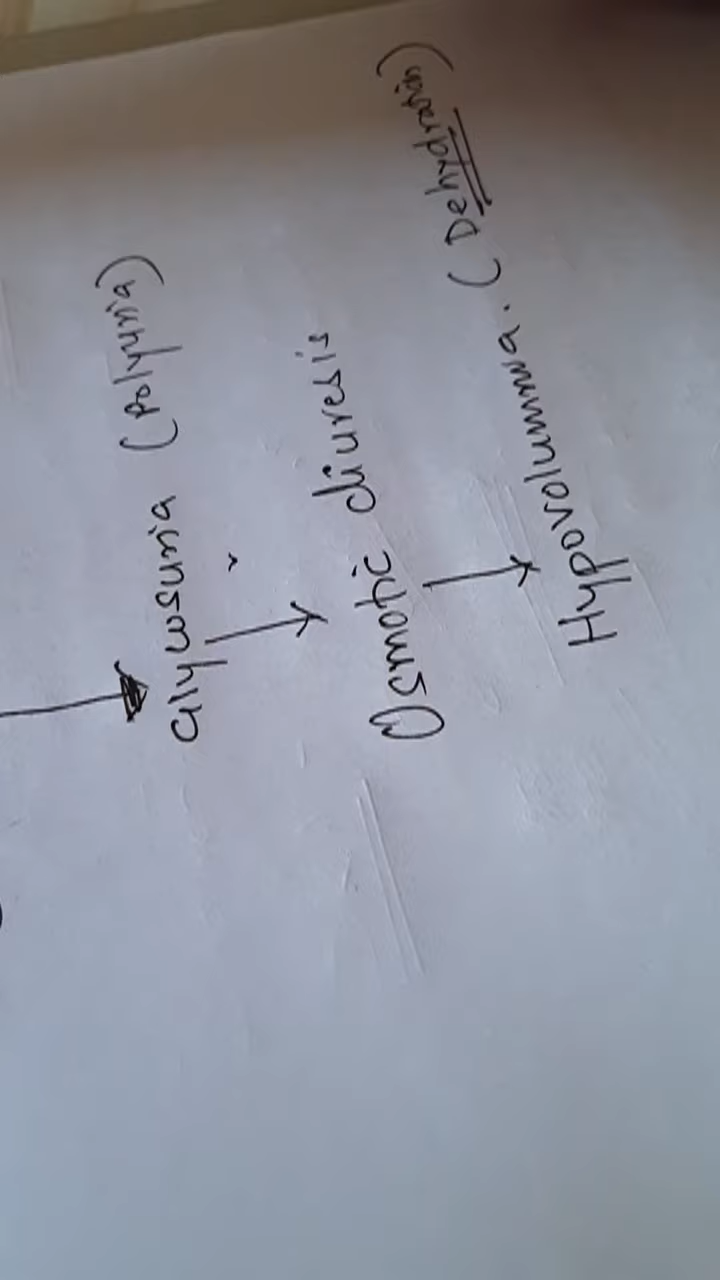 Glycosuria (polyuria)
Osmotic diuresis
Hypovolummia. (Dehydration)